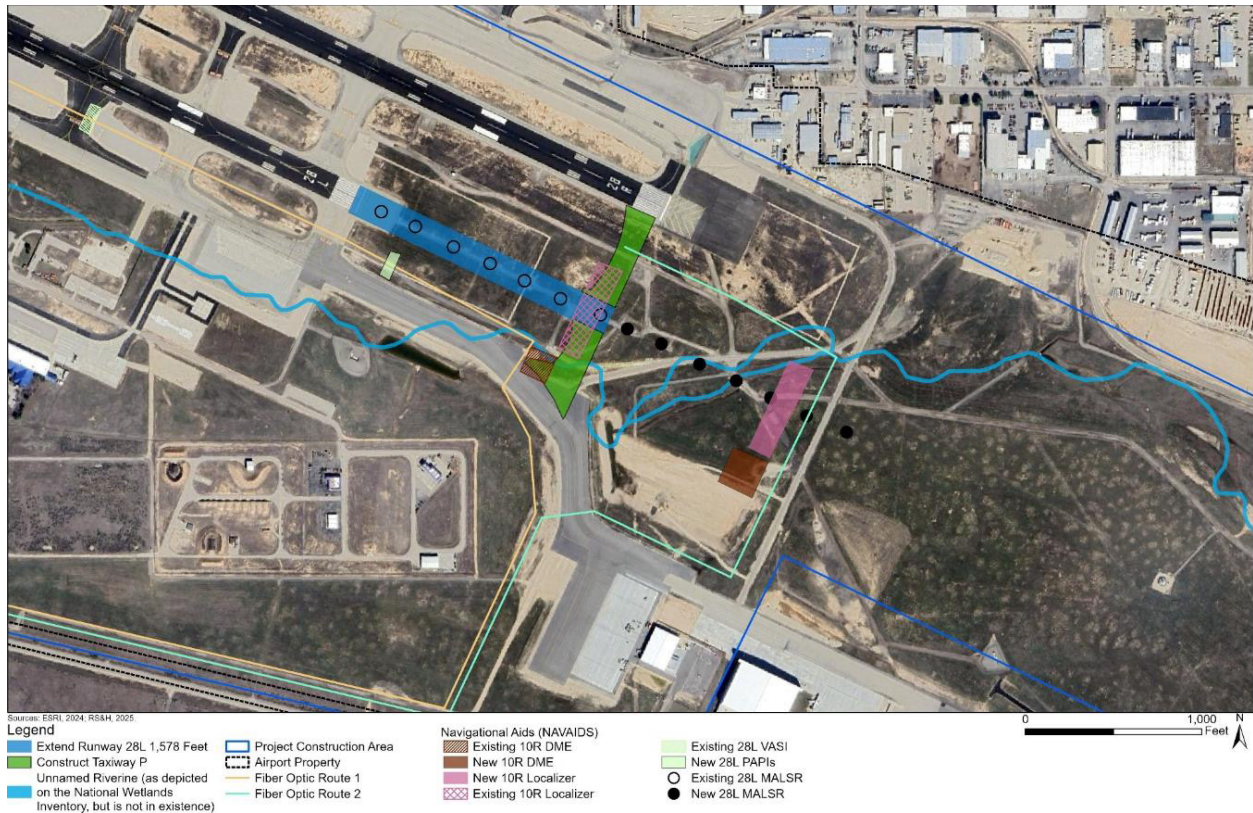 28 L
28 R
Sources: ESRI, 2024; RS&H, 2025.
Legend
Extend Runway 28L 1,578 Feet
Construct Taxiway P
Unnamed Riverine (as depicted
on the National Wetlands
Inventory, but is not in existence)
Project Construction Area
Airport Property
Fiber Optic Route 1
Fiber Optic Route 2
Navigational Aids (NAVAIDS)
Existing 10R DME
New 10R DME
New 10R Localizer
Existing 10R Localizer
Existing 28L VASI
New 28L PAPIs
Existing 28L MALSR
New 28L MALSR
0 1,000
Feet
N